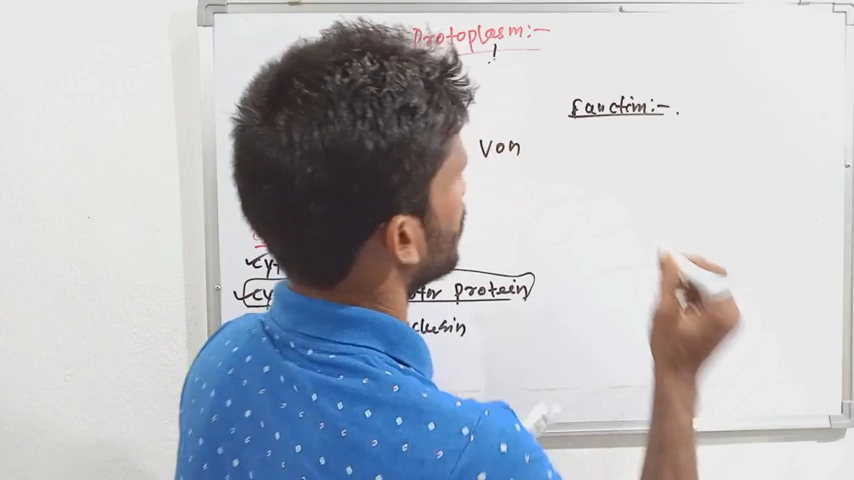 Protoplasm:-
function:-
Von
✓cy
✓cy tor protein
clusin